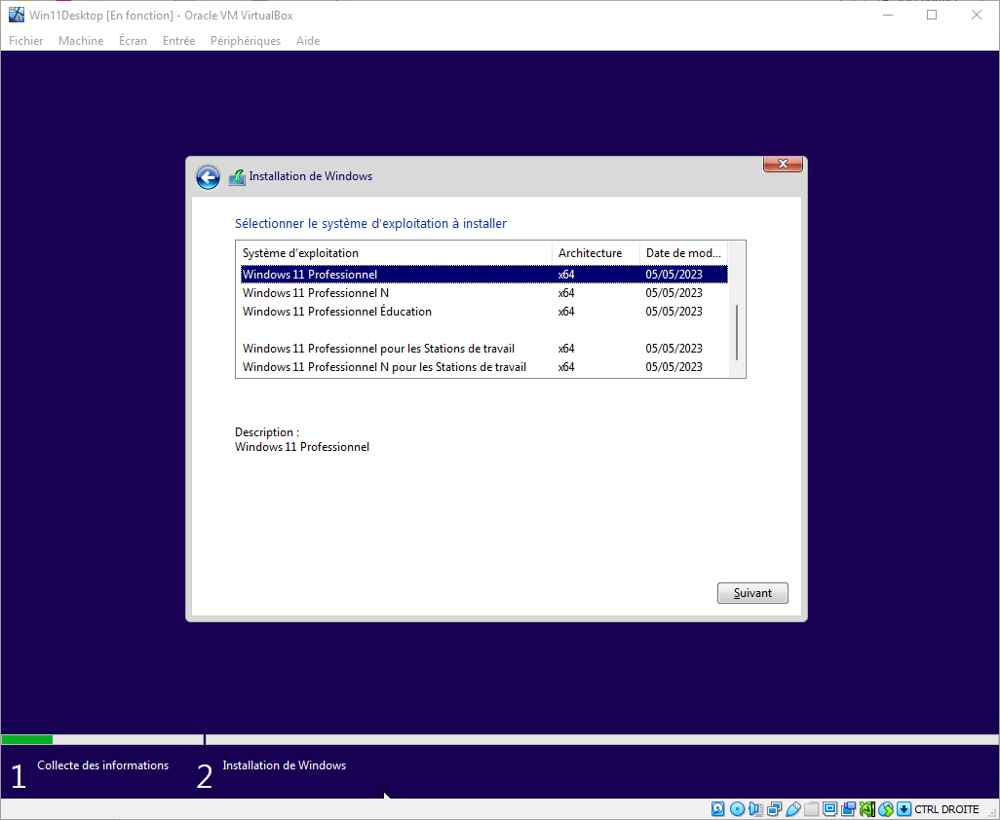 Win11Desktop [En fonction] - Oracle VM VirtualBox
Fichier Machine Écran Entrée Périphériques Aide
Installation de Windows
Sélectionner le système d'exploitation à installer
Système d'exploitation Architecture Date de mod...
Windows 11 Professionnel x64 05/05/2023
Windows 11 Professionnel N x64 05/05/2023
Windows 11 Professionnel Éducation x64 05/05/2023
Windows 11 Professionnel pour les Stations de travail x64 05/05/2023
Windows 11 Professionnel N pour les Stations de travail x64 05/05/2023
Description :
Windows 11 Professionnel
Suivant
1 Collecte des informations 2 Installation de Windows
CTRL DROITE